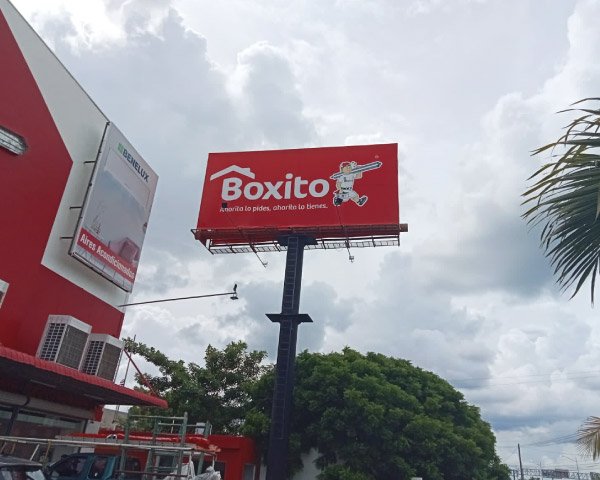 BENELUX
Aires Acondicionados
Boxito
Ahorita lo pides, ahorita lo tienes.